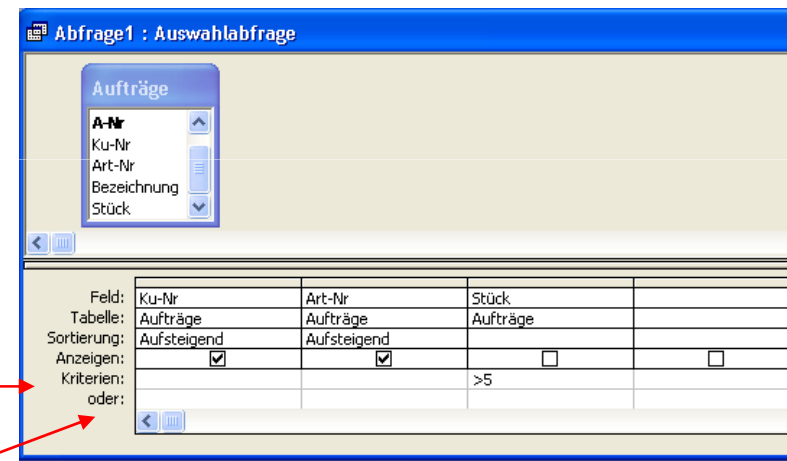 Abfrage1 : Auswahlabfrage
Aufträge
A-Nr
Ku-Nr
Art-Nr
Bezeichnung
Stück
Feld: Ku-Nr Art-Nr Stück
Tabelle: Aufträge Aufträge Aufträge
Sortierung: Aufsteigend Aufsteigend
Anzeigen:
Kriterien: >5
oder: